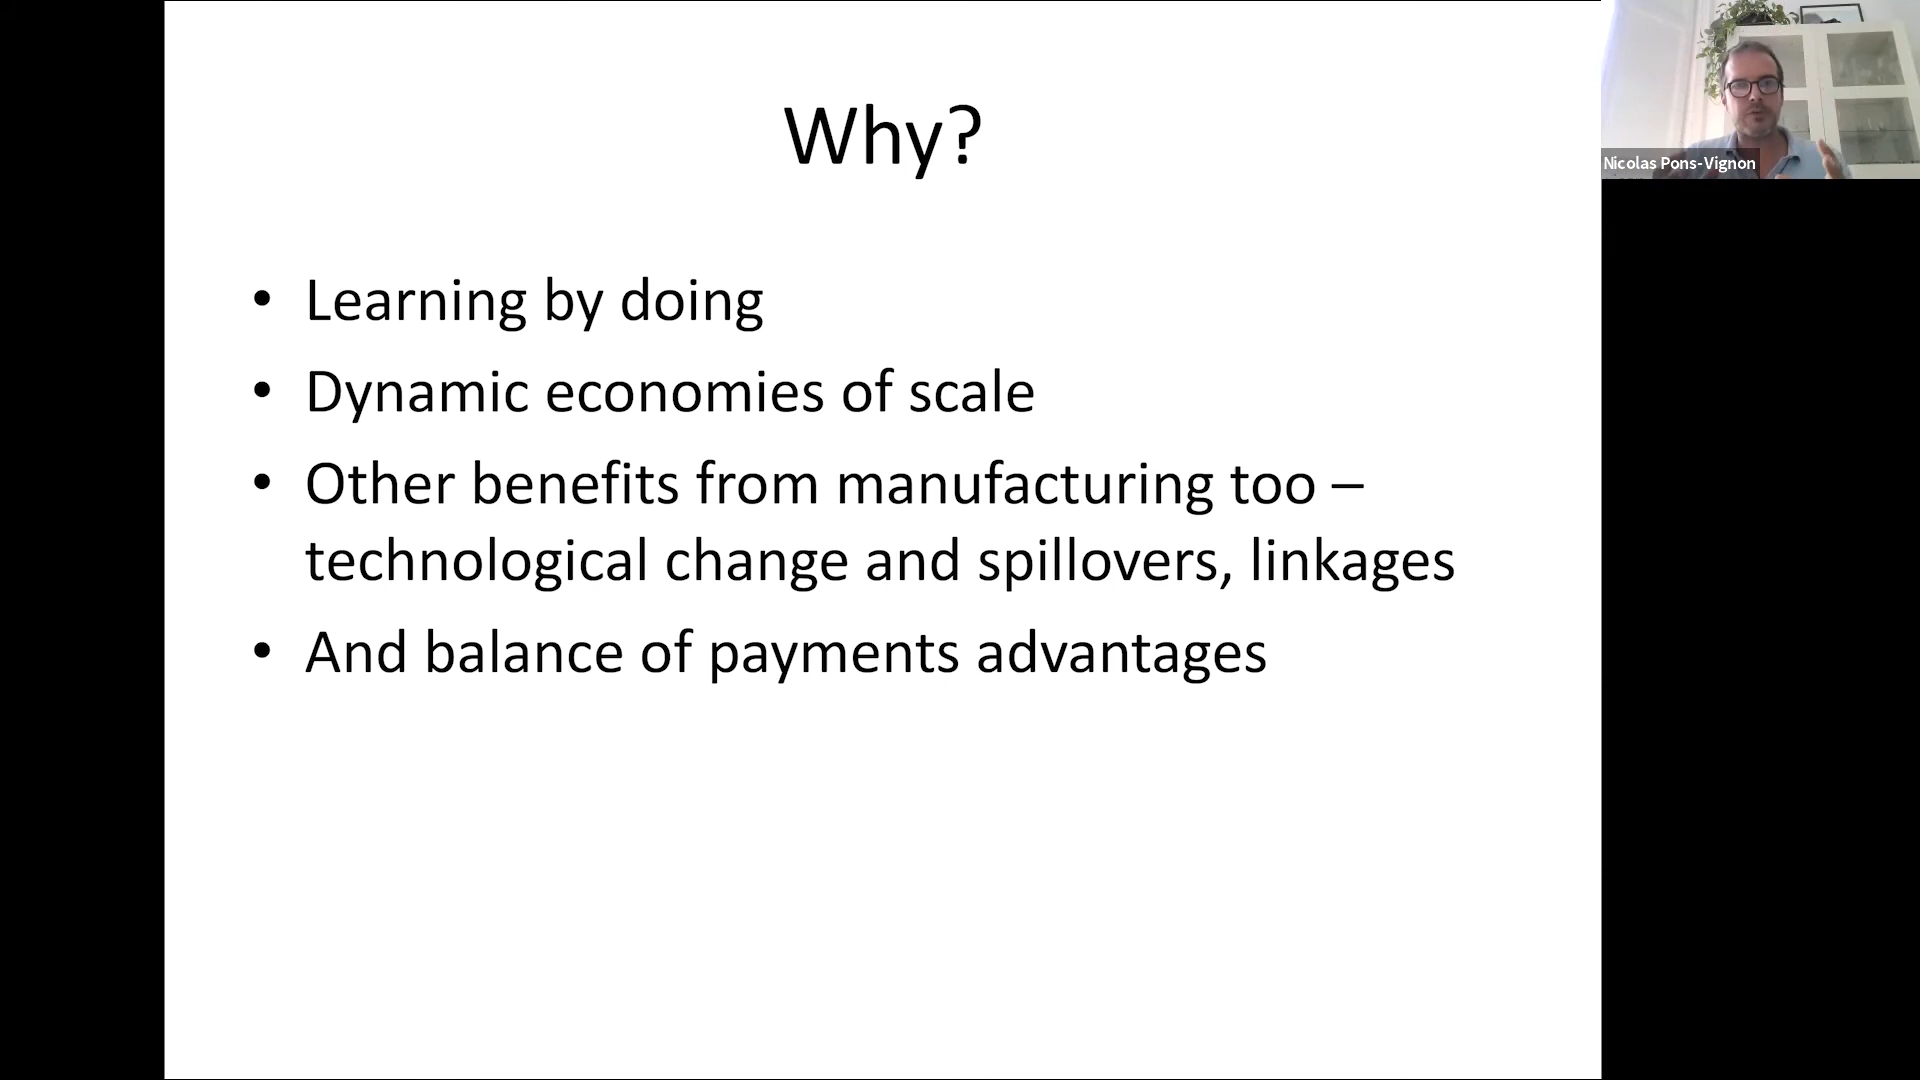 Why?
• Learning by doing
• Dynamic economies of scale
• Other benefits from manufacturing too –
technological change and spillovers, linkages
• And balance of payments advantages
Nicolas Pons-Vignon